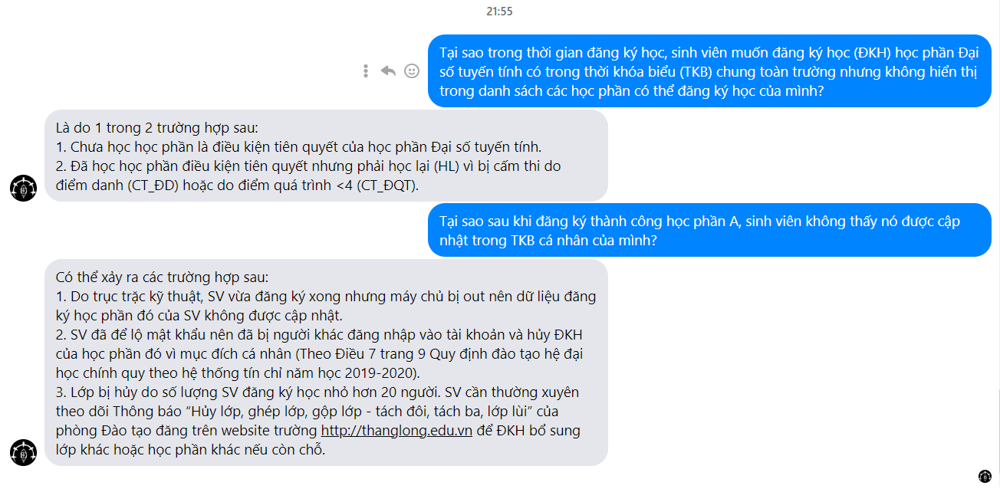 21:55
Tại sao trong thời gian đăng ký học, sinh viên muốn đăng ký học (ĐKH) học phần Đại
số tuyến tính có trong thời khóa biểu (TKB) chung toàn trường nhưng không hiển thị
trong danh sách các học phần có thể đăng ký học của mình?
Là do 1 trong 2 trường hợp sau:
1. Chưa học học phần là điều kiện tiên quyết của học phần Đại số tuyến tính.
2. Đã học học phần điều kiện tiên quyết nhưng phải học lại (HL) vì bị cấm thi do
điểm danh (CT_ĐD) hoặc do điểm quá trình <4 (CT_ĐQT).
Tại sao sau khi đăng ký thành công học phần A, sinh viên không thấy nó được cập
nhật trong TKB cá nhân của mình?
Có thể xảy ra các trường hợp sau:
1. Do trục trặc kỹ thuật, SV vừa đăng ký xong nhưng máy chủ bị out nên dữ liệu đăng
ký học phần đó của SV không được cập nhật.
2. SV đã để lộ mật khẩu nên đã bị người khác đăng nhập vào tài khoản và hủy ĐKH
của học phần đó vì mục đích cá nhân (Theo Điều 7 trang 9 Quy định đào tạo hệ đại
học chính quy theo hệ thống tín chỉ năm học 2019-2020).
3. Lớp bị hủy do số lượng SV đăng ký học nhỏ hơn 20 người. SV cần thường xuyên
theo dõi Thông báo “Hủy lớp, ghép lớp, gộp lớp - tách đôi, tách ba, lớp lùi” của
phòng Đào tạo đăng trên website trường http://thanglong.edu.vn để ĐKH bổ sung
lớp khác hoặc học phần khác nếu còn chỗ.